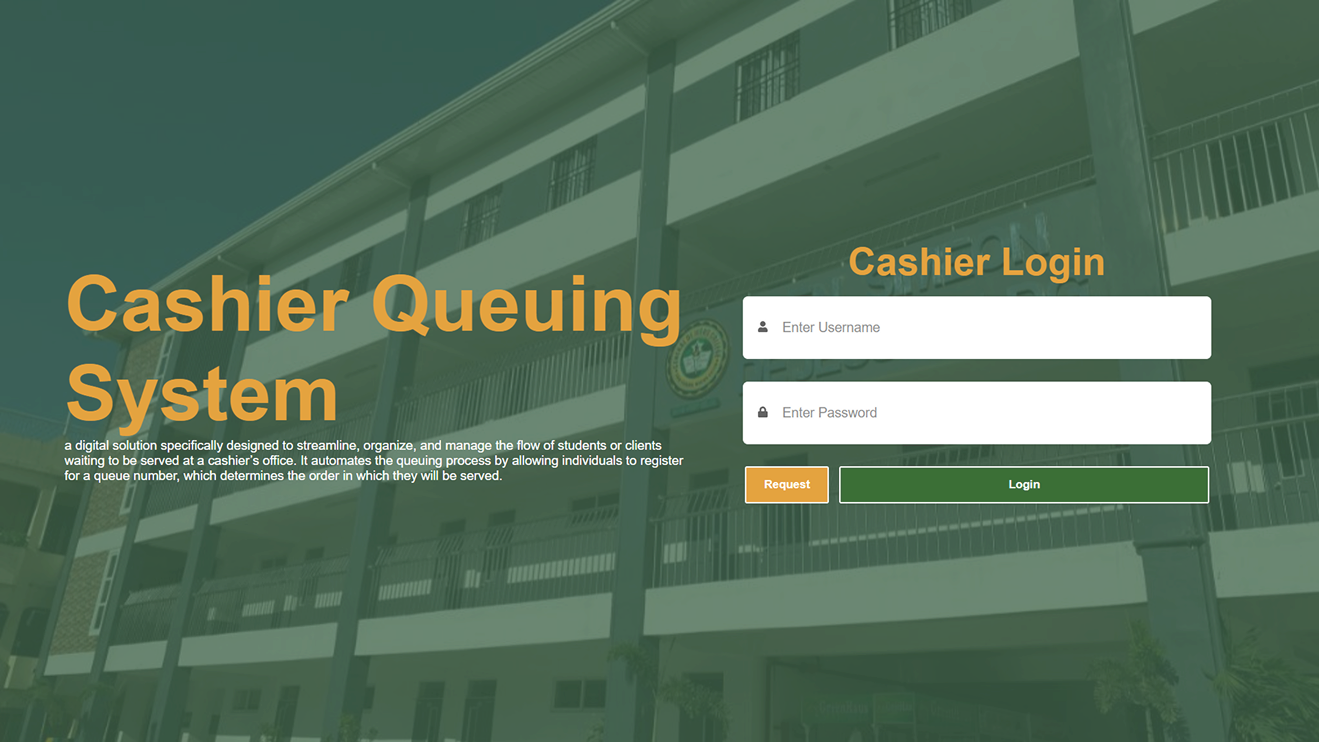 Cashier Queuing
System
a digital solution specifically designed to streamline, organize, and manage the flow of students or clients
waiting to be served at a cashier’s office. It automates the queuing process by allowing individuals to register
for a queue number, which determines the order in which they will be served.
Cashier Login
Enter Username
Enter Password
Request
Login